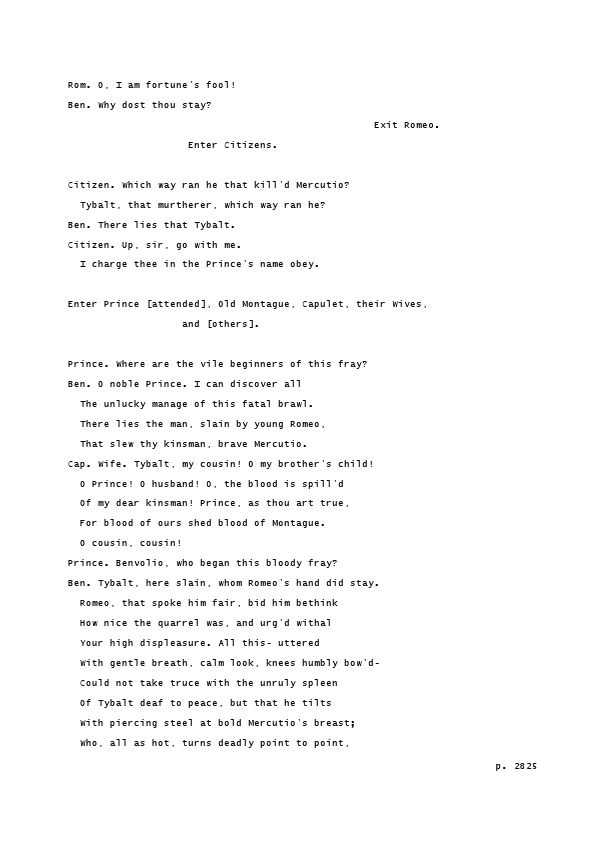 Rom. O, I am fortune's fool!
Ben. Why dost thou stay?
Exit Romeo.
Enter Citizens.
Citizen. Which way ran he that kill'd Mercutio?
Tybalt, that murtherer, which way ran he?
Ben. There lies that Tybalt.
Citizen. Up, sir, go with me.
I charge thee in the Prince's name obey.
Enter Prince [attended], Old Montague, Capulet, their Wives,
and [others].
Prince. Where are the vile beginners of this fray?
Ben. O noble Prince. I can discover all
The unlucky manage of this fatal brawl.
There lies the man, slain by young Romeo,
That slew thy kinsman, brave Mercutio.
Cap. Wife. Tybalt, my cousin! O my brother's child!
O Prince! O husband! O, the blood is spill'd
Of my dear kinsman! Prince, as thou art true,
For blood of ours shed blood of Montague.
O cousin, cousin!
Prince. Benvolio, who began this bloody fray?
Ben. Tybalt, here slain, whom Romeo's hand did stay.
Romeo, that spoke him fair, bid him bethink
How nice the quarrel was, and urg'd withal
Your high displeasure. All this- uttered
With gentle breath, calm look, knees humbly bow'd-
Could not take truce with the unruly spleen
Of Tybalt deaf to peace, but that he tilts
With piercing steel at bold Mercutio's breast;
Who, all as hot, turns deadly point to point,
p. 2825